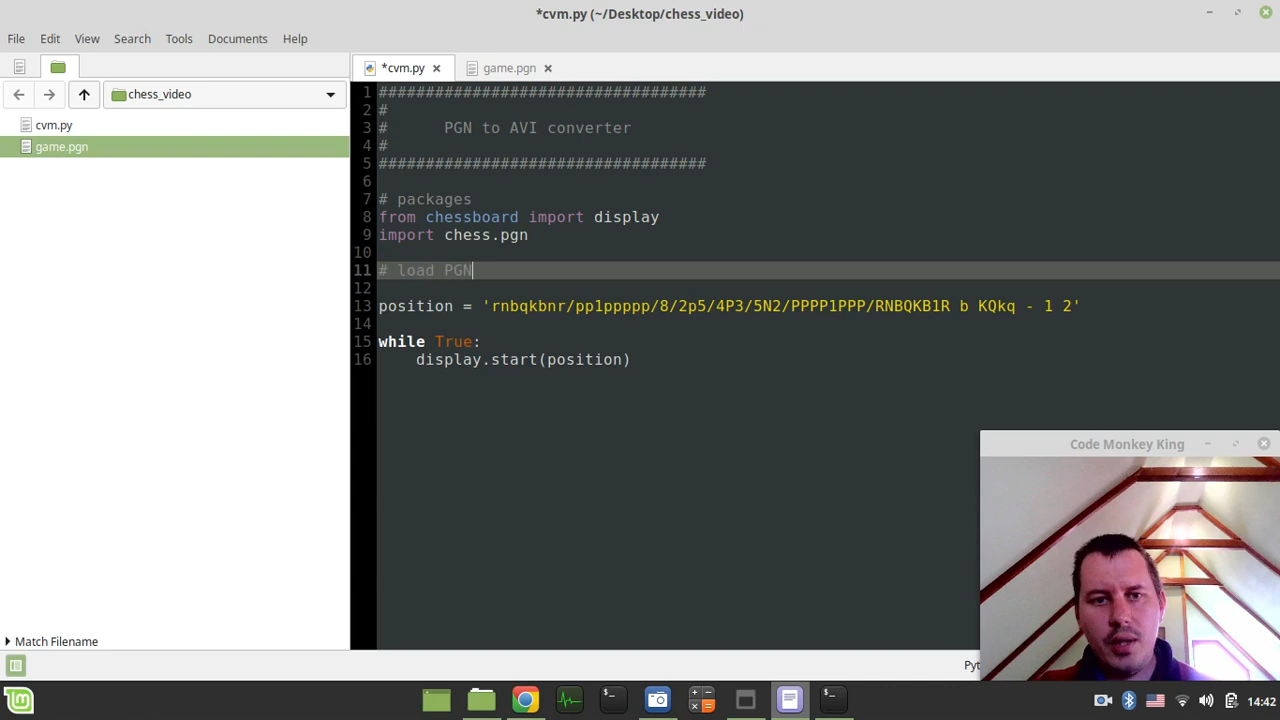 *cvm.py (~/Desktop/chess_video)
File Edit View Search Tools Documents Help
*cvm.py game.pgn
chess_video
cvm.py
game.pgn
1 ###################################
2 #
3 #      PGN to AVI converter
4 #
5 ###################################
6
7 # packages
8 from chessboard import display
9 import chess.pgn
10
11 # load PGN
12
13 position = 'rnbqkbnr/pp1ppppp/8/2p5/4P3/5N2/PPPP1PPP/RNBQKB1R b KQkq - 1 2'
14
15 while True:
16     display.start(position)
Code Monkey King
Match Filename
14:42